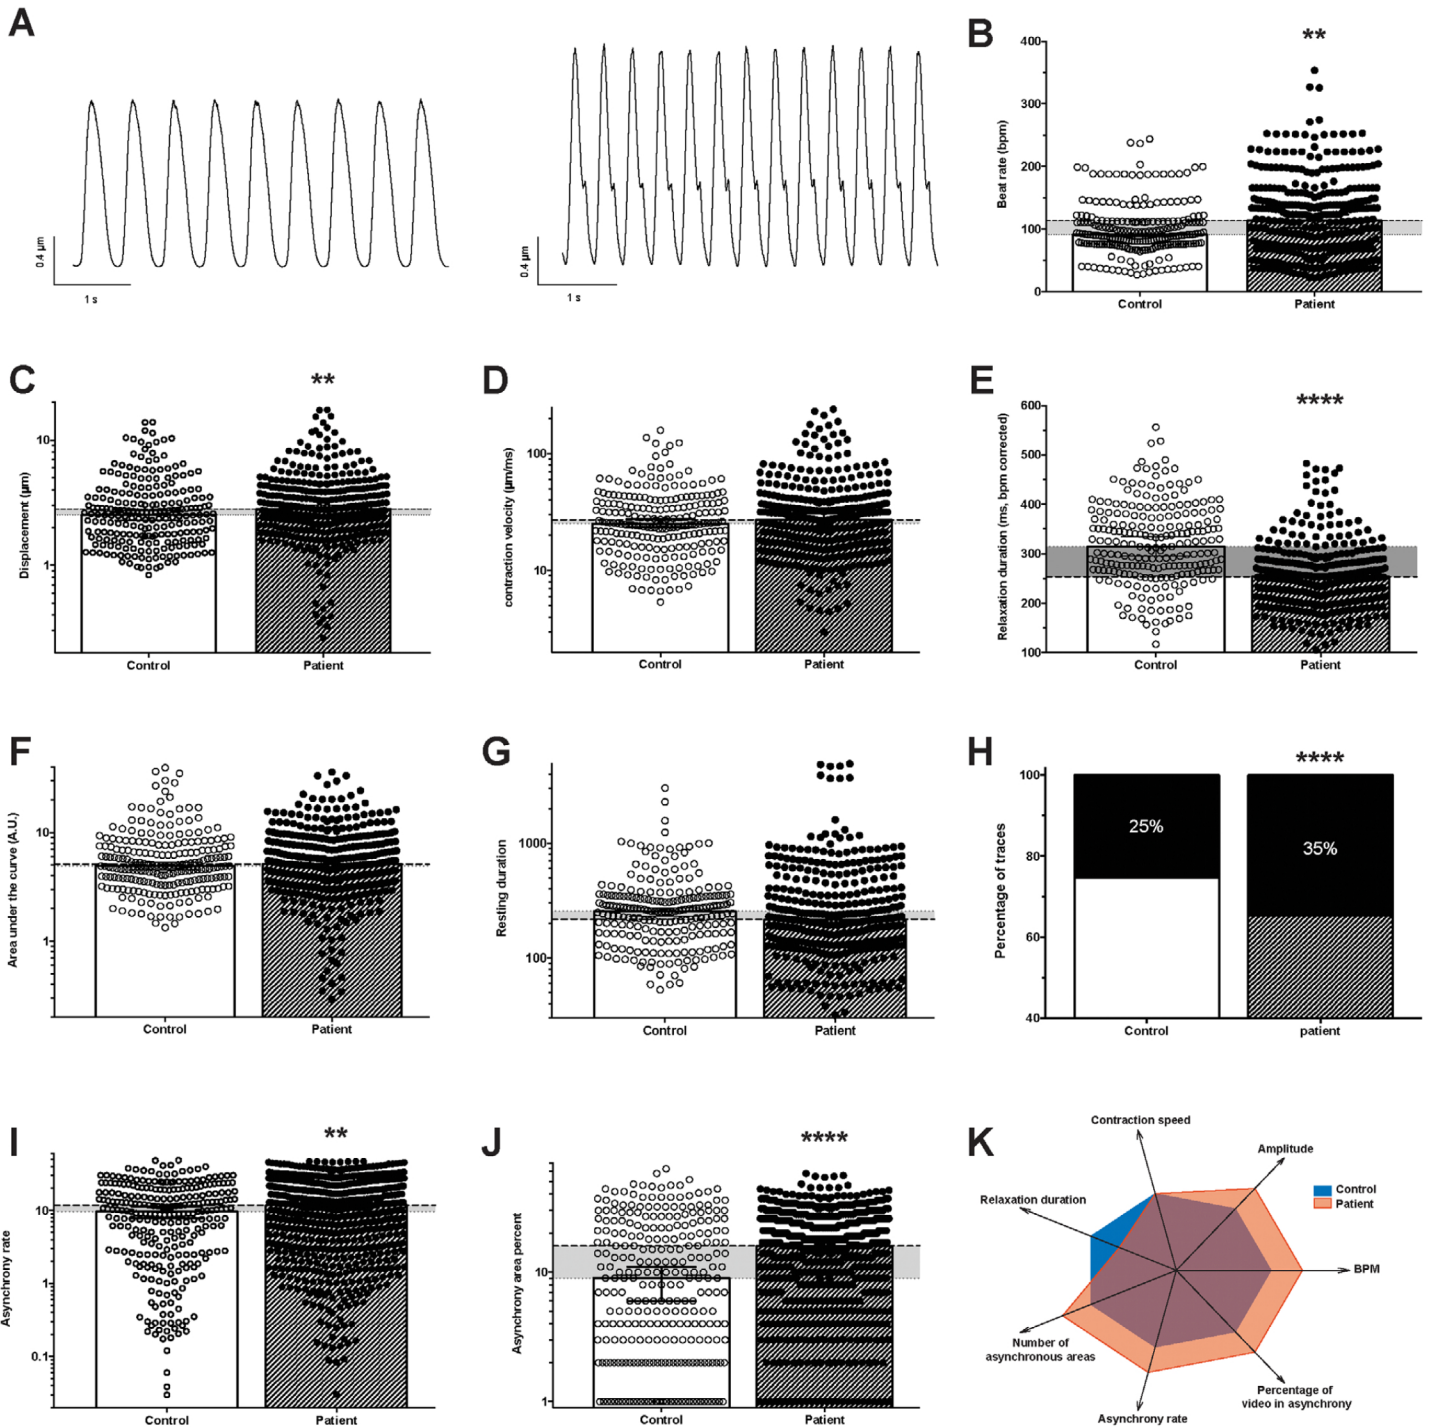 A
0.4 µm
1 s
0.4 µm
1 s
B
**
Beat rate (bpm)
400
300
200
100
0
Control
Patient
C
**
Displacement (µm)
10
1
Control
Patient
D
contraction velocity (µm/ms)
100
10
Control
Patient
E
****
Relaxation duration (ms, bpm corrected)
600
500
400
300
200
100
Control
Patient
F
Area under the curve (A.U.)
10
1
Control
Patient
G
Resting duration
1000
100
Control
Patient
H
****
Percentage of traces
100
80
60
40
25%
35%
Control
patient
I
**
Asynchrony rate
10
1
0.1
Control
Patient
J
****
Asynchrony area percent
10
1
Control
Patient
K
Contraction speed
Amplitude
Relaxation duration
Control
Patient
BPM
Number of
asynchronous areas
Percentage of
video in asynchrony
Asynchrony rate